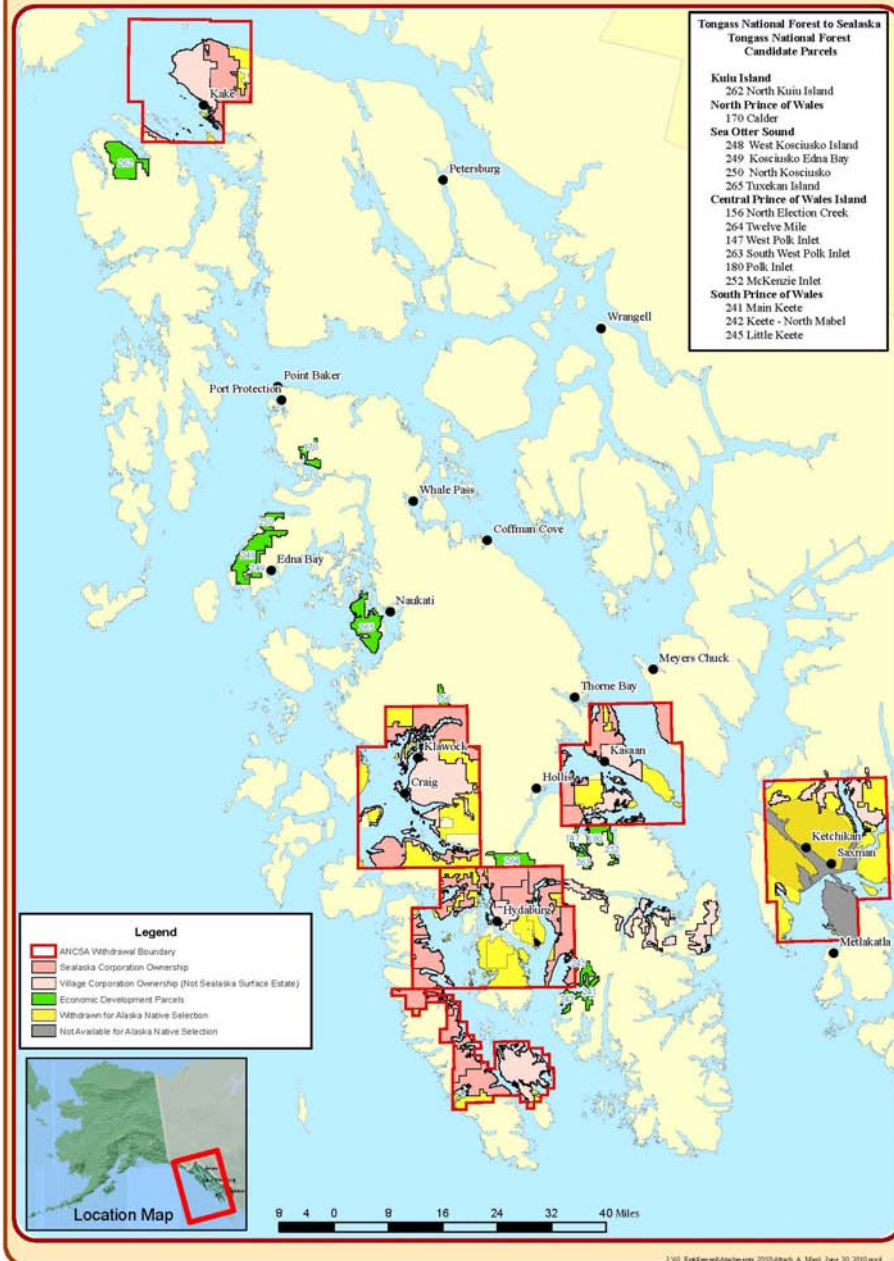 Tongass National Forest to Sealaska
Tongass National Forest
Candidate Parcels
Kuiu Island
262 North Kuiu Island
North Prince of Wales
170 Calder
Sea Otter Sound
248 West Kosciusko Island
249 Kosciusko Edna Bay
250 North Kosciusko
265 Tuxekan Island
Central Prince of Wales Island
156 North Election Creek
264 Twelve Mile
147 West Polk Inlet
263 South West Polk Inlet
180 Polk Inlet
252 McKenzie Inlet
South Prince of Wales
241 Main Keete
242 Keete - North Mabel
245 Little Keete
Kake
Petersburg
Wrangell
Point Baker
Port Protection
170
Whale Pass
Coffman Cove
Edna Bay
249
Naukati
265
Meyers Chuck
Thorne Bay
Klawock
Kasaan
Craig
Hollis
147
180
264
Ketchikan
Saxman
Hydaburg
Metlakatla
Legend
ANCSA Withdrawal Boundary
Sealaska Corporation Ownership
Village Corporation Ownership (Not Sealaska Surface Estate)
Economic Development Parcels
Withdrawn for Alaska Native Selection
Not Available for Alaska Native Selection
Location Map
8 4 0 8 16 24 32 40 Miles